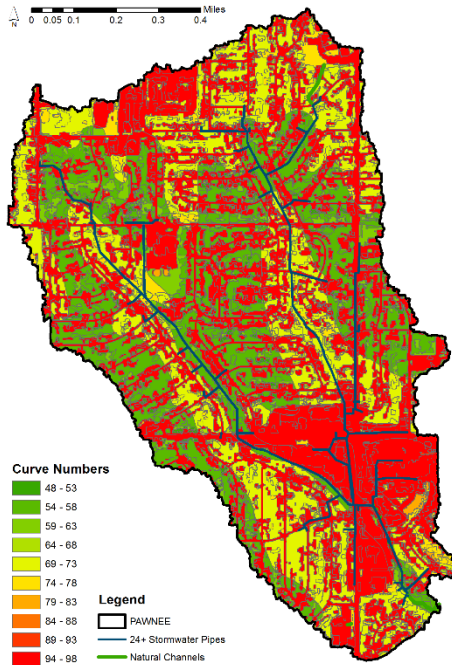 N
Miles
0 0.05 0.1 0.2 0.3 0.4
Curve Numbers
48 - 53
54 - 58
59 - 63
64 - 68
69 - 73
74 - 78
79 - 83
84 - 88
89 - 93
94 - 98
Legend
PAWNEE
24+ Stormwater Pipes
Natural Channels